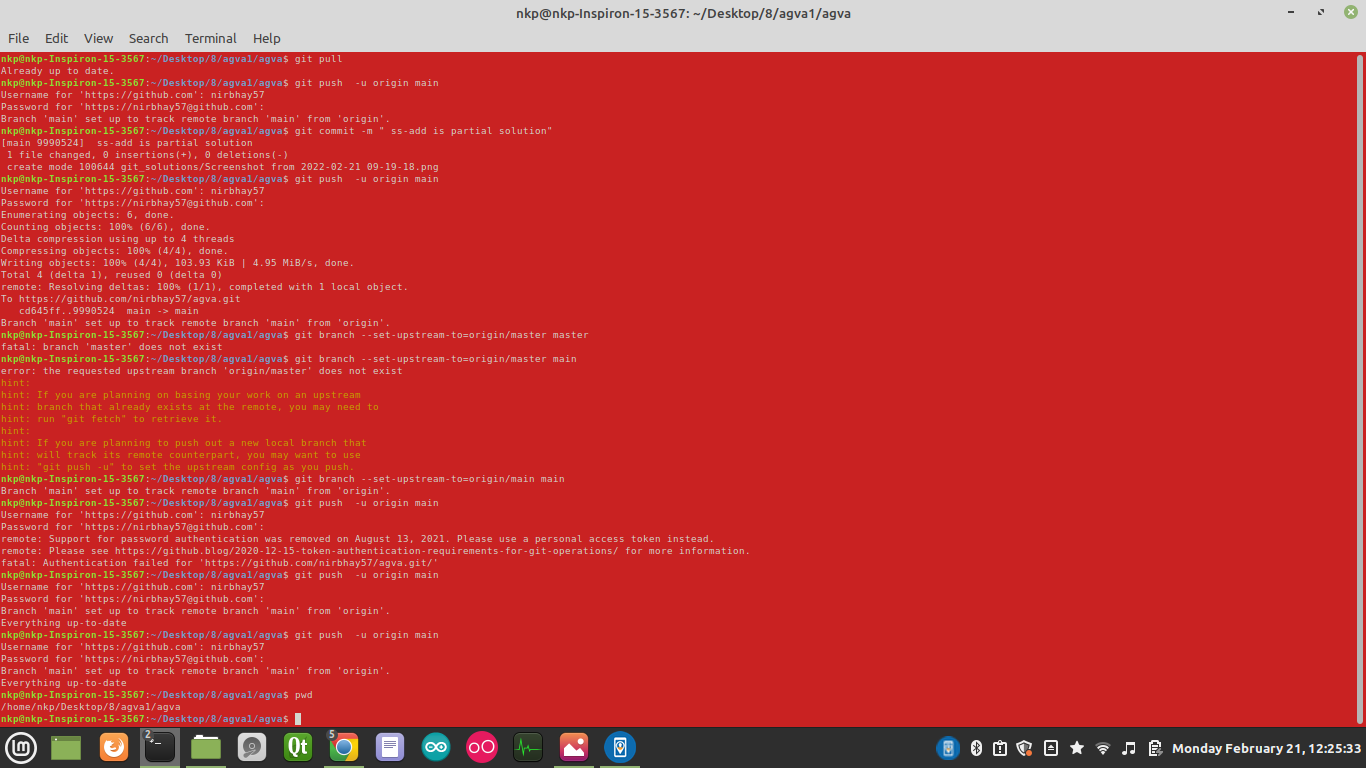 nkp@nkp-Inspiron-15-3567: ~/Desktop/8/agva1/agva
File Edit View Search Terminal Help
nkp@nkp-Inspiron-15-3567:~/Desktop/8/agva1/agva$ git pull
Already up to date.
nkp@nkp-Inspiron-15-3567:~/Desktop/8/agva1/agva$ git push  -u origin main
Username for 'https://github.com': nirbhay57
Password for 'https://nirbhay57@github.com':
Branch 'main' set up to track remote branch 'main' from 'origin'.
nkp@nkp-Inspiron-15-3567:~/Desktop/8/agva1/agva$ git commit -m " ss-add is partial solution"
[main 9990524]  ss-add is partial solution
 1 file changed, 0 insertions(+), 0 deletions(-)
 create mode 100644 git_solutions/Screenshot from 2022-02-21 09-19-18.png
nkp@nkp-Inspiron-15-3567:~/Desktop/8/agva1/agva$ git push  -u origin main
Username for 'https://github.com': nirbhay57
Password for 'https://nirbhay57@github.com':
Enumerating objects: 6, done.
Counting objects: 100% (6/6), done.
Delta compression using up to 4 threads
Compressing objects: 100% (4/4), done.
Writing objects: 100% (4/4), 103.93 KiB | 4.95 MiB/s, done.
Total 4 (delta 1), reused 0 (delta 0)
remote: Resolving deltas: 100% (1/1), completed with 1 local object.
To https://github.com/nirbhay57/agva.git
   cd645ff..9990524  main -> main
Branch 'main' set up to track remote branch 'main' from 'origin'.
nkp@nkp-Inspiron-15-3567:~/Desktop/8/agva1/agva$ git branch --set-upstream-to=origin/master master
fatal: branch 'master' does not exist
nkp@nkp-Inspiron-15-3567:~/Desktop/8/agva1/agva$ git branch --set-upstream-to=origin/master main
error: the requested upstream branch 'origin/master' does not exist
hint:
hint: If you are planning on basing your work on an upstream
hint: branch that already exists at the remote, you may need to
hint: run "git fetch" to retrieve it.
hint:
hint: If you are planning to push out a new local branch that
hint: will track its remote counterpart, you may want to use
hint: "git push -u" to set the upstream config as you push.
nkp@nkp-Inspiron-15-3567:~/Desktop/8/agva1/agva$ git branch --set-upstream-to=origin/main main
Branch 'main' set up to track remote branch 'main' from 'origin'.
nkp@nkp-Inspiron-15-3567:~/Desktop/8/agva1/agva$ git push  -u origin main
Username for 'https://github.com': nirbhay57
Password for 'https://nirbhay57@github.com':
remote: Support for password authentication was removed on August 13, 2021. Please use a personal access token instead.
remote: Please see https://github.blog/2020-12-15-token-authentication-requirements-for-git-operations/ for more information.
fatal: Authentication failed for 'https://github.com/nirbhay57/agva.git/'
nkp@nkp-Inspiron-15-3567:~/Desktop/8/agva1/agva$ git push  -u origin main
Username for 'https://github.com': nirbhay57
Password for 'https://nirbhay57@github.com':
Branch 'main' set up to track remote branch 'main' from 'origin'.
Everything up-to-date
nkp@nkp-Inspiron-15-3567:~/Desktop/8/agva1/agva$ git push  -u origin main
Username for 'https://github.com': nirbhay57
Password for 'https://nirbhay57@github.com':
Branch 'main' set up to track remote branch 'main' from 'origin'.
Everything up-to-date
nkp@nkp-Inspiron-15-3567:~/Desktop/8/agva1/agva$ pwd
/home/nkp/Desktop/8/agva1/agva
nkp@nkp-Inspiron-15-3567:~/Desktop/8/agva1/agva$
2 Qt 5 Monday February 21, 12:25:33